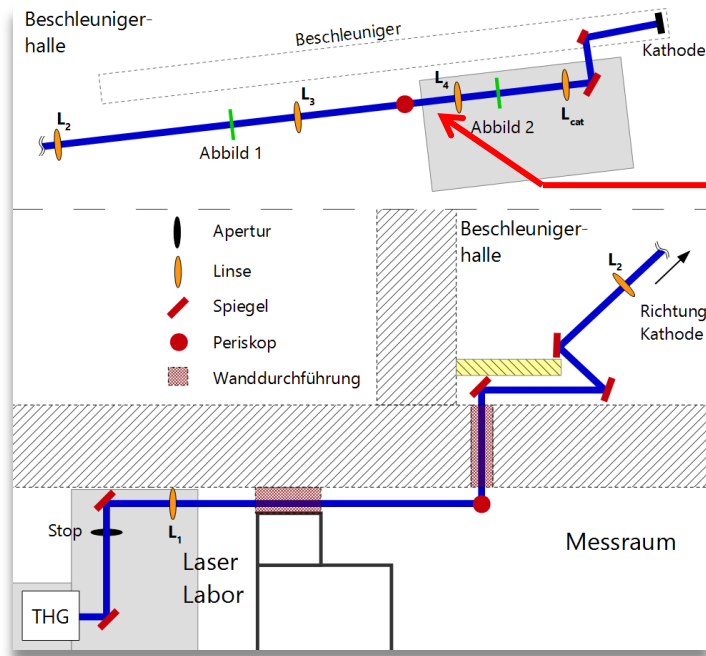 Beschleuniger-
halle
Beschleuniger
Kathode
L2
L3
L4
Abbild 1
Abbild 2
Lcat
Apertur
Linse
Spiegel
Periskop
Wanddurchführung
Beschleuniger-
halle
L2
Richtung
Kathode
Stop
L1
Laser
Labor
Messraum
THG